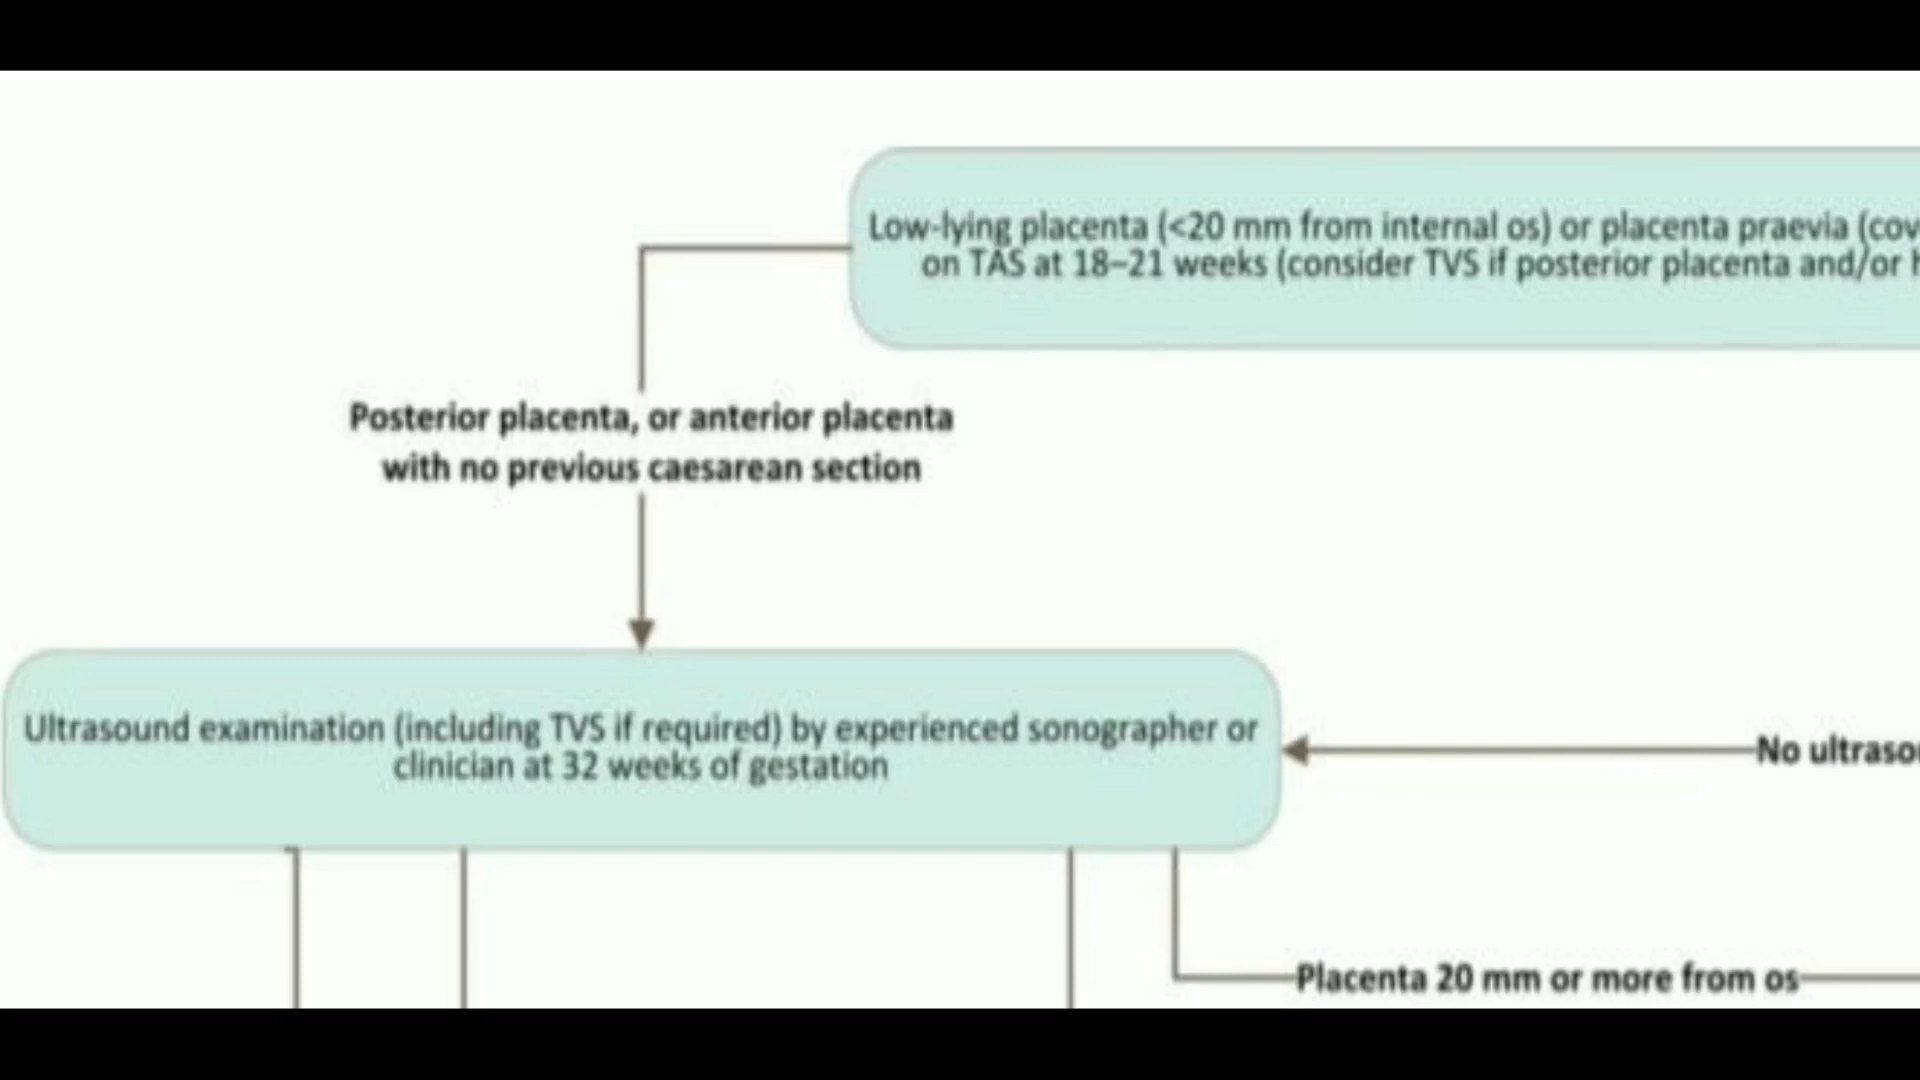 Low-lying placenta (<20 mm from internal os) or placenta praevia (cov
on TAS at 18–21 weeks (consider TVS if posterior placenta and/or h
Posterior placenta, or anterior placenta
with no previous caesarean section
Ultrasound examination (including TVS if required) by experienced sonographer or
clinician at 32 weeks of gestation
No ultraso
Placenta 20 mm or more from os